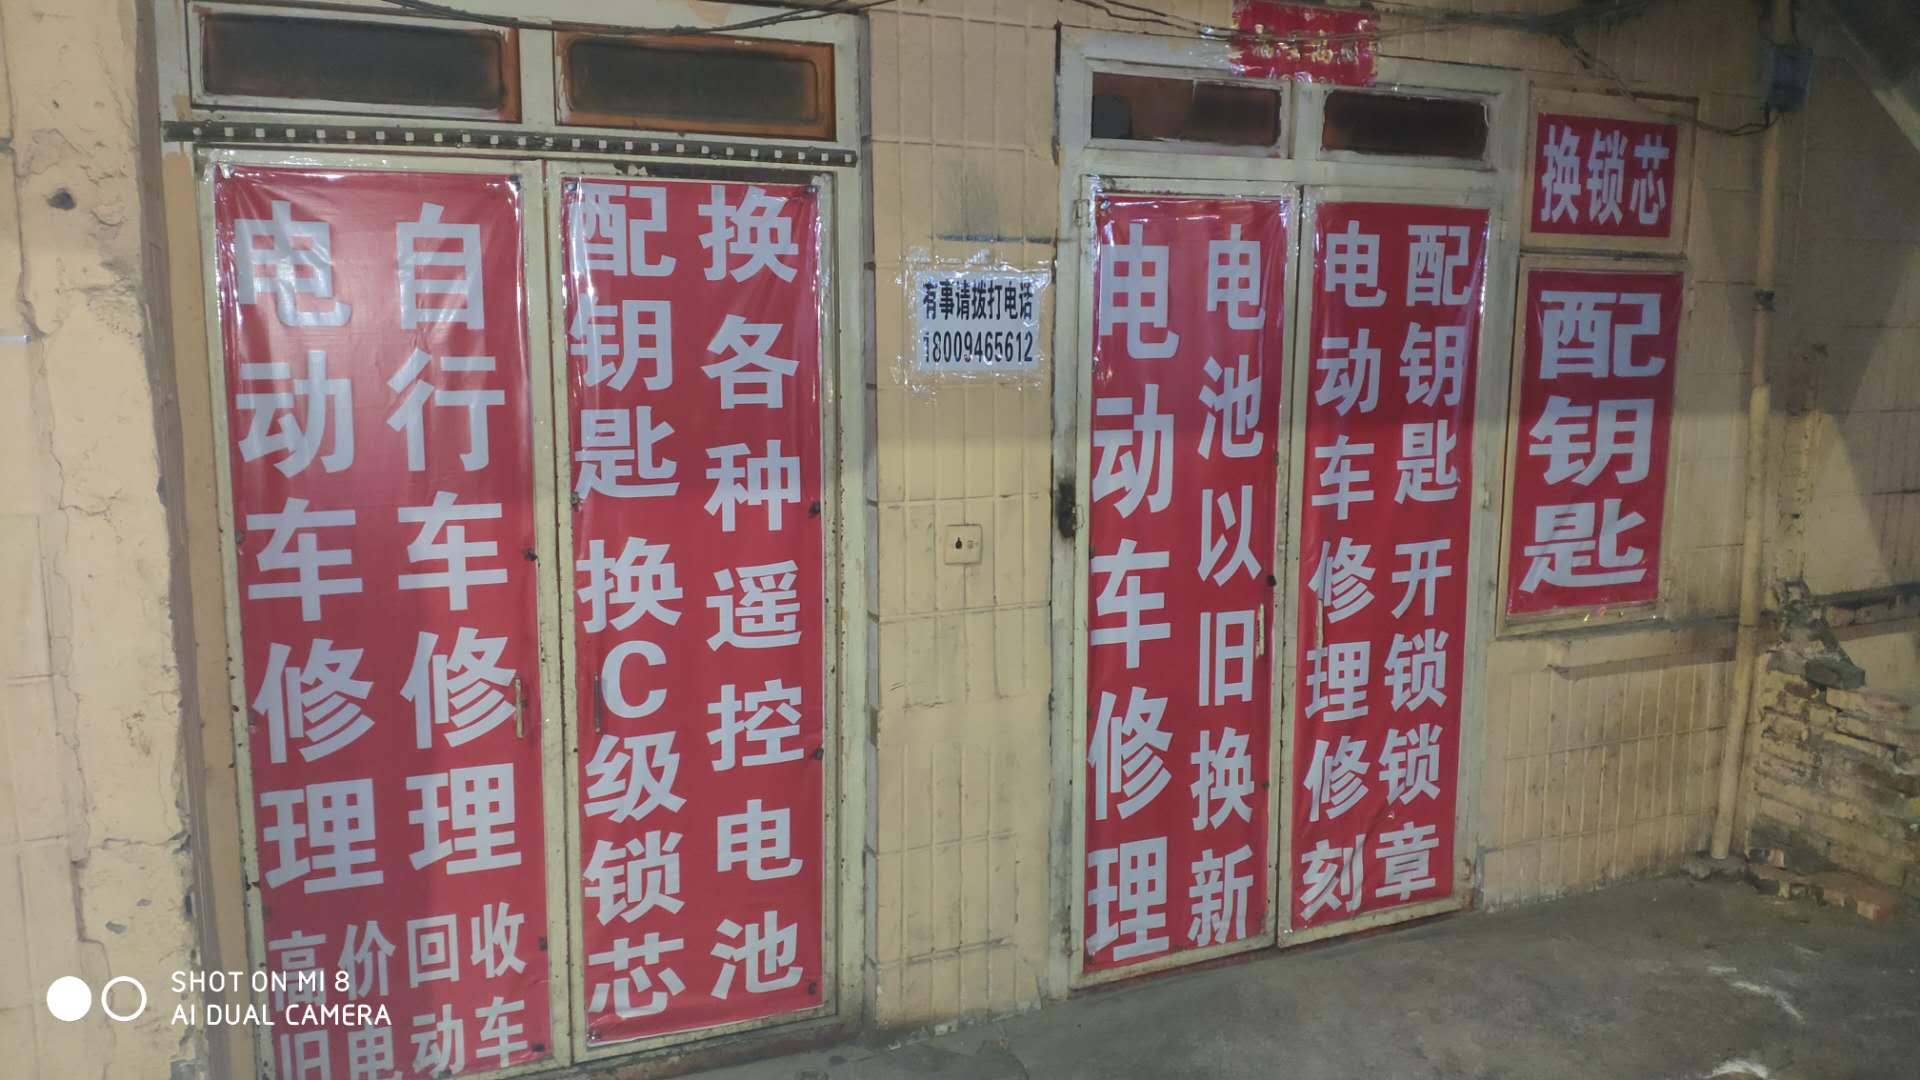 电动车修理
自行车修理
高价回收
旧电动车
配钥匙 换C级锁芯
换各种遥控电池
有事请拨打电话
18009465612
电动车修理
电池以旧换新
电动车修理修刻
配钥匙开锁锁章
换锁芯
配钥匙
SHOT ON MI 8
AI DUAL CAMERA